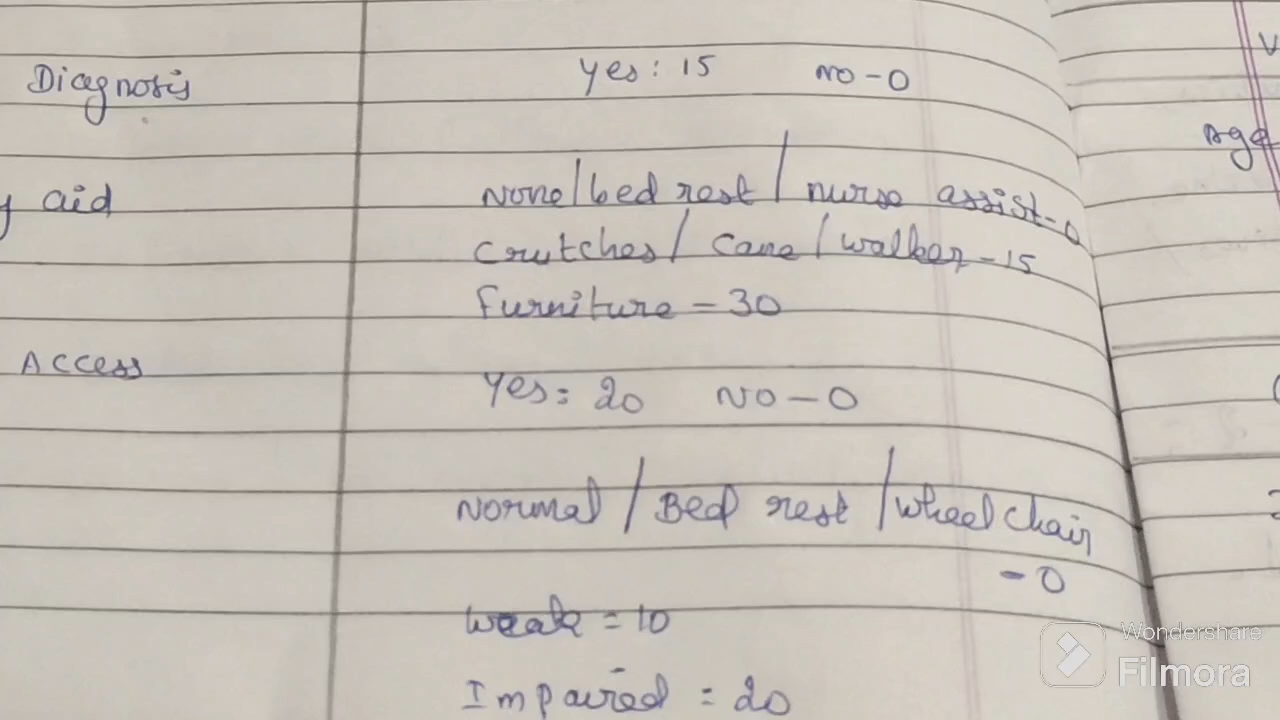 Diagnosis yes: 15 NO - 0
y aid None / bed rest / nurse assist - 0
Crutches / cane / walker - 15
Furniture = 30
Access Yes = 20 NO - 0
Normal / Bed rest / wheel chair
- 0
Weak = 10
Impaired = 20
Age
Wondershare
Filmora